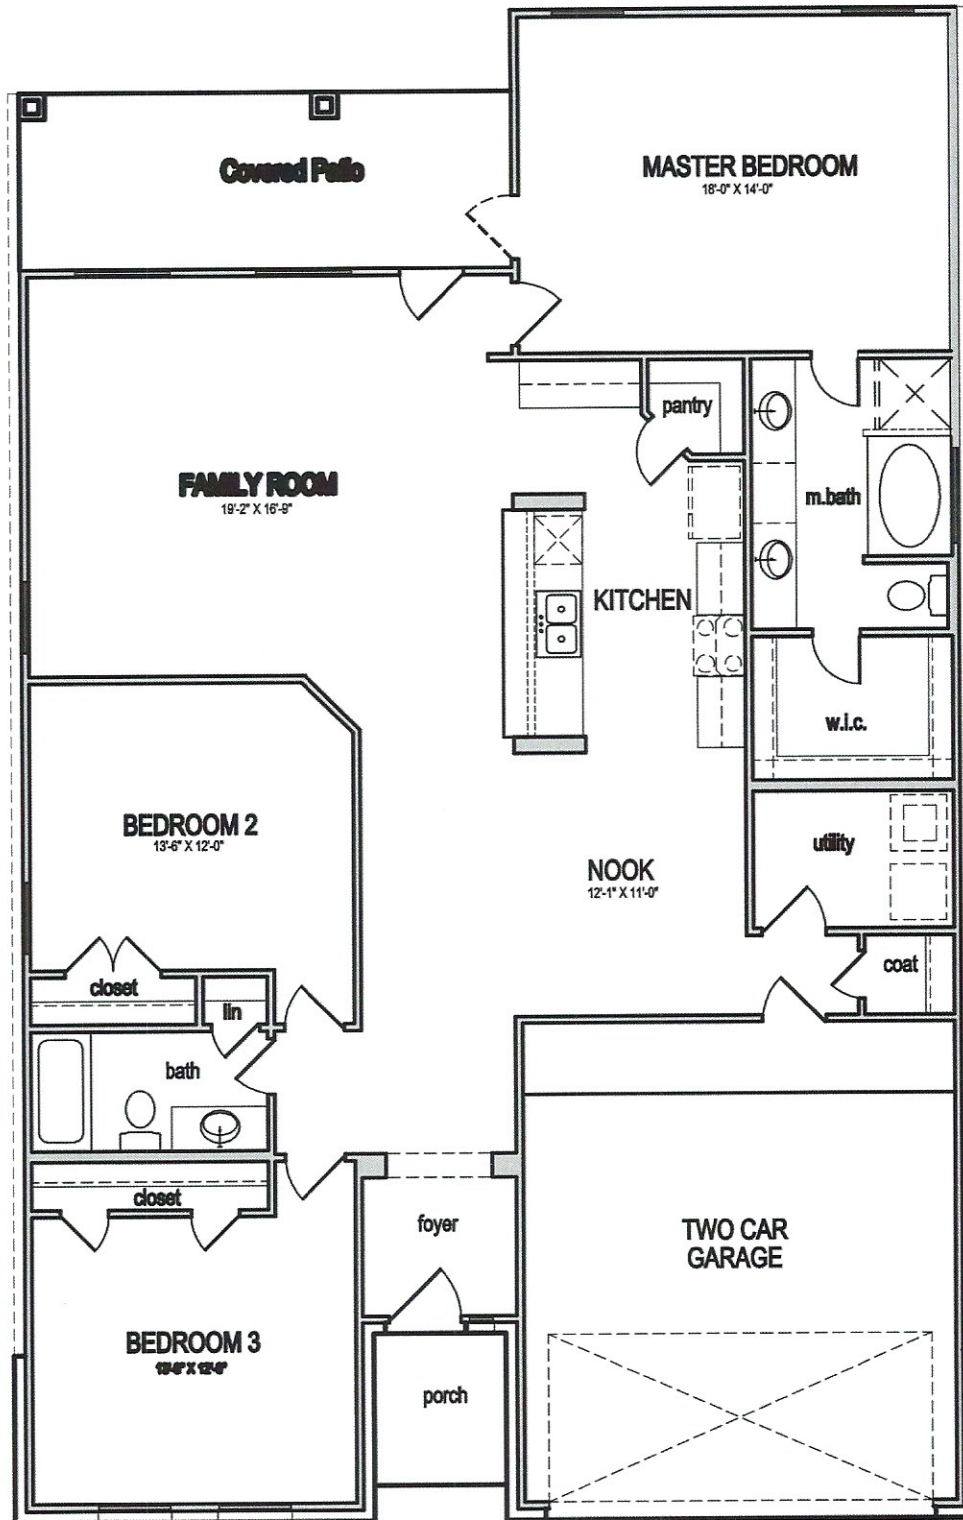 Covered Patio
MASTER BEDROOM
18'-0" X 14'-0"
pantry
FAMILY ROOM
19'-2" X 16'-9"
m.bath
KITCHEN
w.i.c.
BEDROOM 2
13'-6" X 12'-0"
utility
NOOK
12'-1" X 11'-0"
coat
closet
lin
bath
closet
foyer
TWO CAR
GARAGE
BEDROOM 3
porch